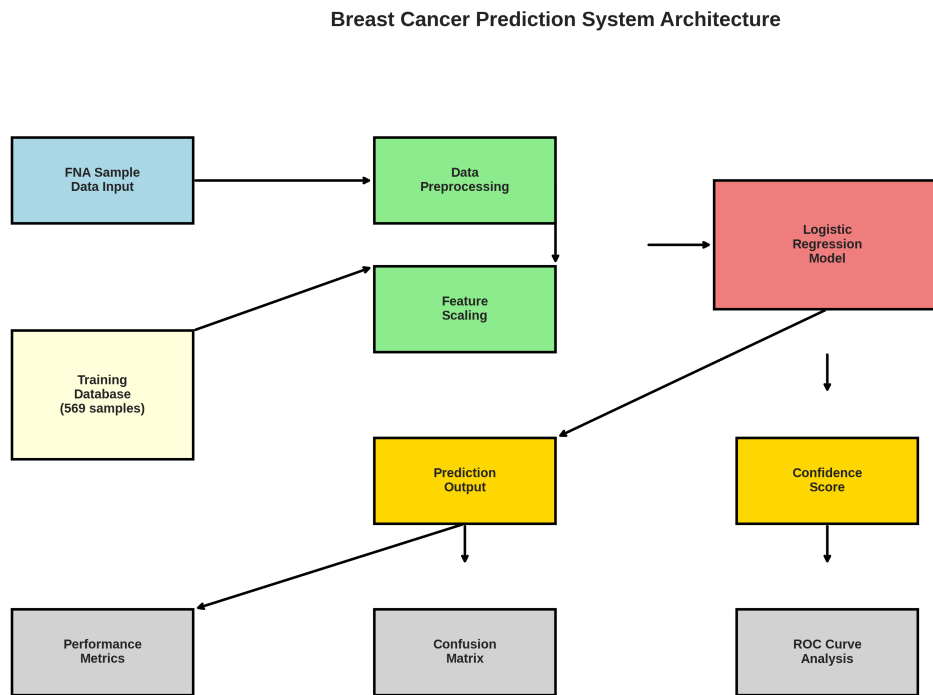 Breast Cancer Prediction System Architecture
FNA Sample
Data Input
Data
Preprocessing
Logistic
Regression
Model
Feature
Scaling
Training
Database
(569 samples)
Prediction
Output
Confidence
Score
Performance
Metrics
Confusion
Matrix
ROC Curve
Analysis